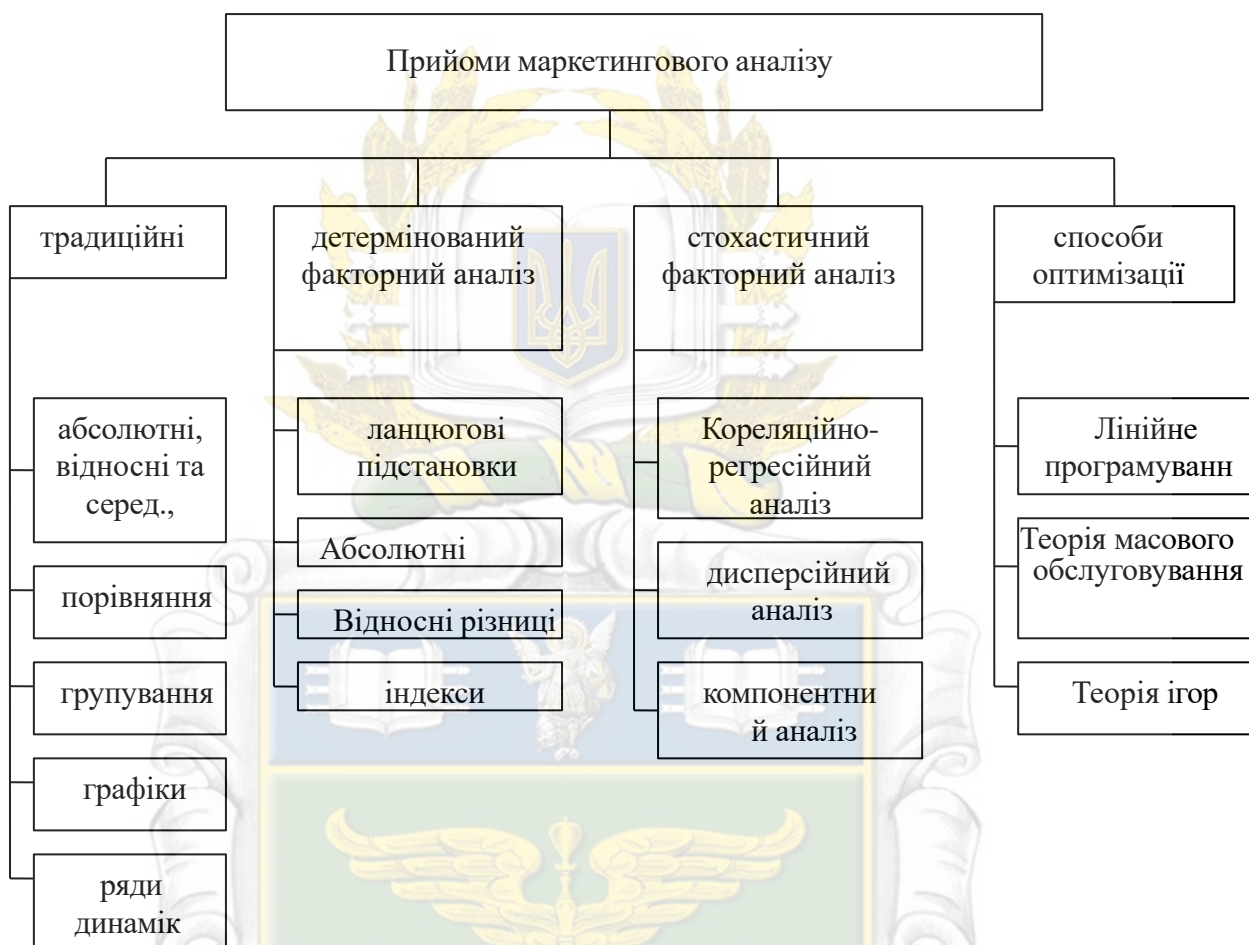 Прийоми маркетингового аналізу
традиційні
абсолютні,
відносні та
серед.,
порівняння
групування
графіки
ряди
динамік
детермінований
факторний аналіз
ланцюгові
підстановки
Абсолютні
Відносні різниці
індекси
стохастичний
факторний аналіз
Кореляційно-
регресійний
аналіз
дисперсійний
аналіз
компонентни
й аналіз
способи
оптимізації
Лінійне
програмуванн
Теорія масового
обслуговування
Теорія ігор